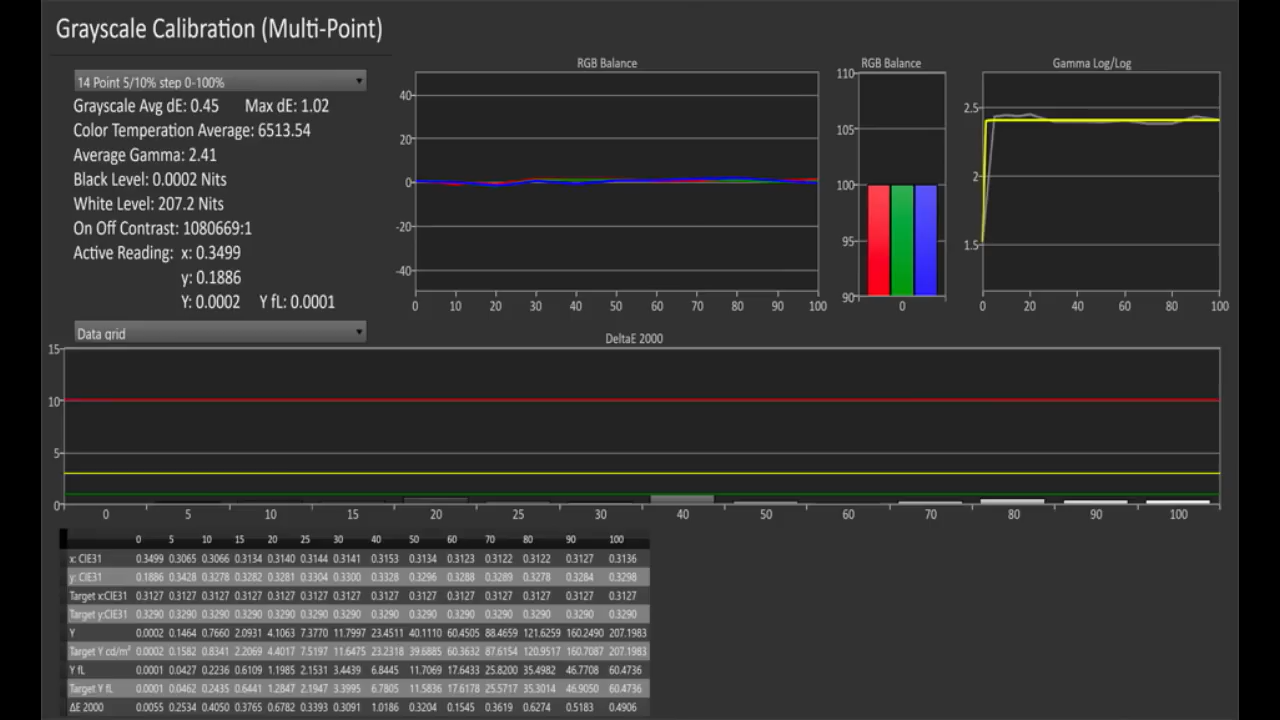 Grayscale Calibration (Multi-Point)
14 Point 5/10% step 0-100%
Grayscale Avg dE: 0.45 Max dE: 1.02
Color Temperation Average: 6513.54
Average Gamma: 2.41
Black Level: 0.0002 Nits
White Level: 207.2 Nits
On Off Contrast: 1080669:1
Active Reading: x: 0.3499
y: 0.1886
Y: 0.0002 Y fL: 0.0001
Data grid
RGB Balance
40
20
0
-20
-40
0 10 20 30 40 50 60 70 80 90 100
RGB Balance
110
105
100
95
90
0
Gamma Log/Log
2.5
2
1.5
0 20 40 60 80 100
DeltaE 2000
15
10
5
0
0 5 10 15 20 25 30 40 50 60 70 80 90 100
0 5 10 15 20 25 30 40 50 60 70 80 90 100
x: CIE31 0.3499 0.3065 0.3066 0.3134 0.3140 0.3144 0.3141 0.3153 0.3134 0.3123 0.3122 0.3122 0.3127 0.3136
y: CIE31 0.1886 0.3428 0.3278 0.3282 0.3281 0.3304 0.3300 0.3328 0.3296 0.3288 0.3289 0.3278 0.3284 0.3298
Target x:CIE31 0.3127 0.3127 0.3127 0.3127 0.3127 0.3127 0.3127 0.3127 0.3127 0.3127 0.3127 0.3127 0.3127 0.3127
Target y:CIE31 0.3290 0.3290 0.3290 0.3290 0.3290 0.3290 0.3290 0.3290 0.3290 0.3290 0.3290 0.3290 0.3290 0.3290
Y 0.0002 0.1464 0.7660 2.0931 4.1063 7.3770 11.7997 23.4511 40.1110 60.4505 88.4659 121.6259 160.2490 207.1983
Target Y cd/m² 0.0002 0.1582 0.8341 2.2069 4.4017 7.5197 11.6475 23.2318 39.6885 60.3632 87.6154 120.9517 160.7087 207.1983
Y fL 0.0001 0.0427 0.2236 0.6109 1.1985 2.1531 3.4439 6.8445 11.7069 17.6433 25.8200 35.4982 46.7708 60.4736
Target Y fL 0.0001 0.0462 0.2435 0.6441 1.2847 2.1947 3.3995 6.7805 11.5836 17.6178 25.5717 35.3014 46.9050 60.4736
ΔE 2000 0.0055 0.2534 0.4050 0.3765 0.6782 0.3393 0.3091 1.0186 0.3204 0.1545 0.3619 0.6274 0.5183 0.4906